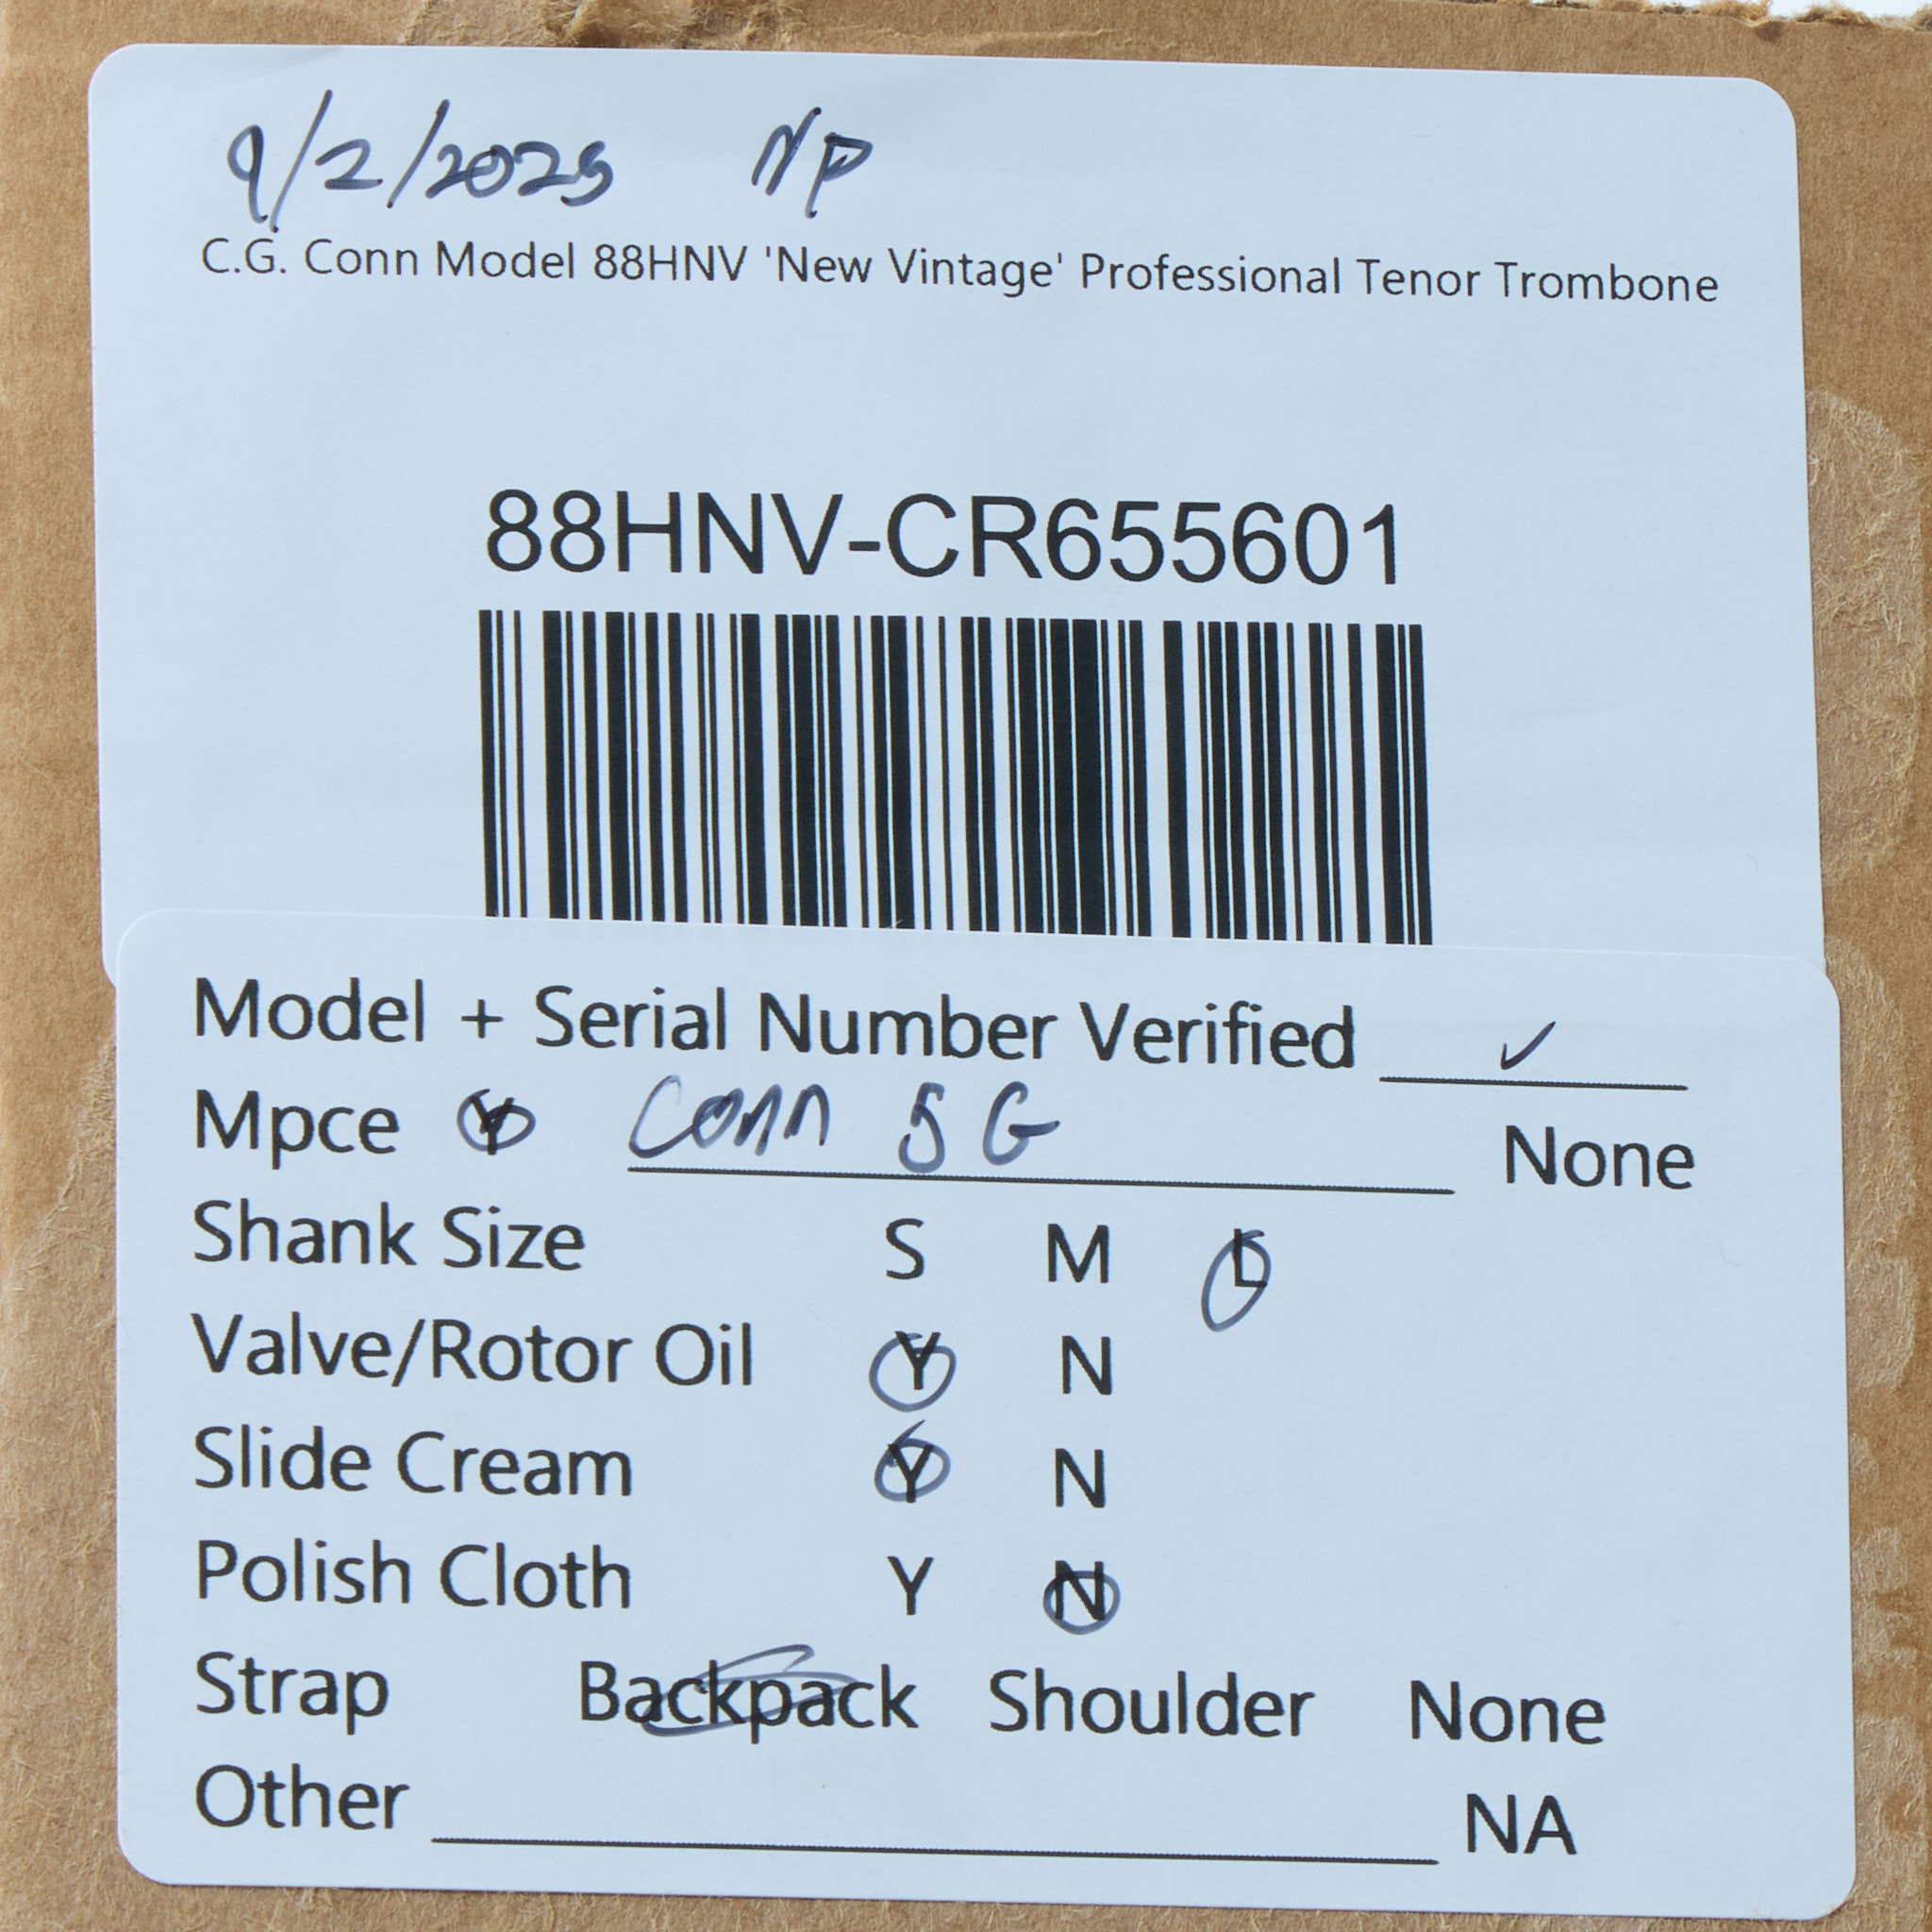 9/2/2025 NP
C.G. Conn Model 88HNV 'New Vintage' Professional Tenor Trombone
88HNV-CR655601
Model + Serial Number Verified ✓
Mpce Y Conn 5G None
Shank Size S M L
Valve/Rotor Oil Y N
Slide Cream Y N
Polish Cloth Y N
Strap Backpack Shoulder None
Other NA